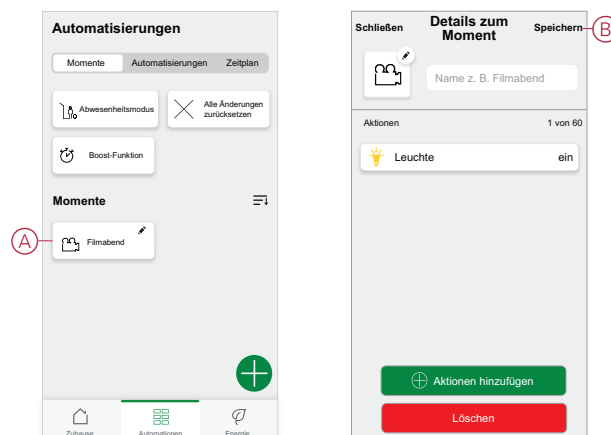 Automatisierungen
Momente Automatisierungen Zeitplan
Abwesenheitsmodus
Alle Änderungen
zurücksetzen
Boost-Funktion
Momente
A
Filmabend
Zuhause Automationen Energie
Schließen
Details zum
Moment
Speichern
B
Name z. B. Filmabend
Aktionen 1 von 60
Leuchte ein
Aktionen hinzufügen
Löschen